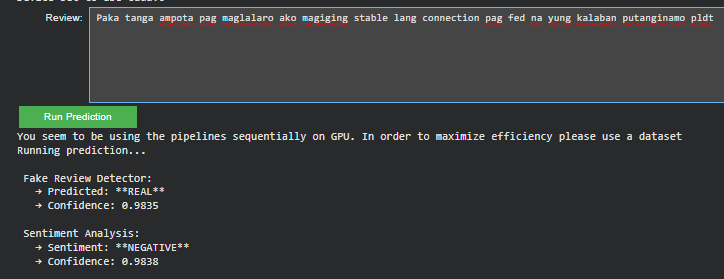 Review:
Paka tanga ampota pag maglalaro ako magiging stable lang connection pag fed na yung kalaban putanginamo pldt
Run Prediction
You seem to be using the pipelines sequentially on GPU. In order to maximize efficiency please use a dataset
Running prediction...
Fake Review Detector:
→ Predicted: **REAL**
→ Confidence: 0.9835
Sentiment Analysis:
→ Sentiment: **NEGATIVE**
→ Confidence: 0.9838